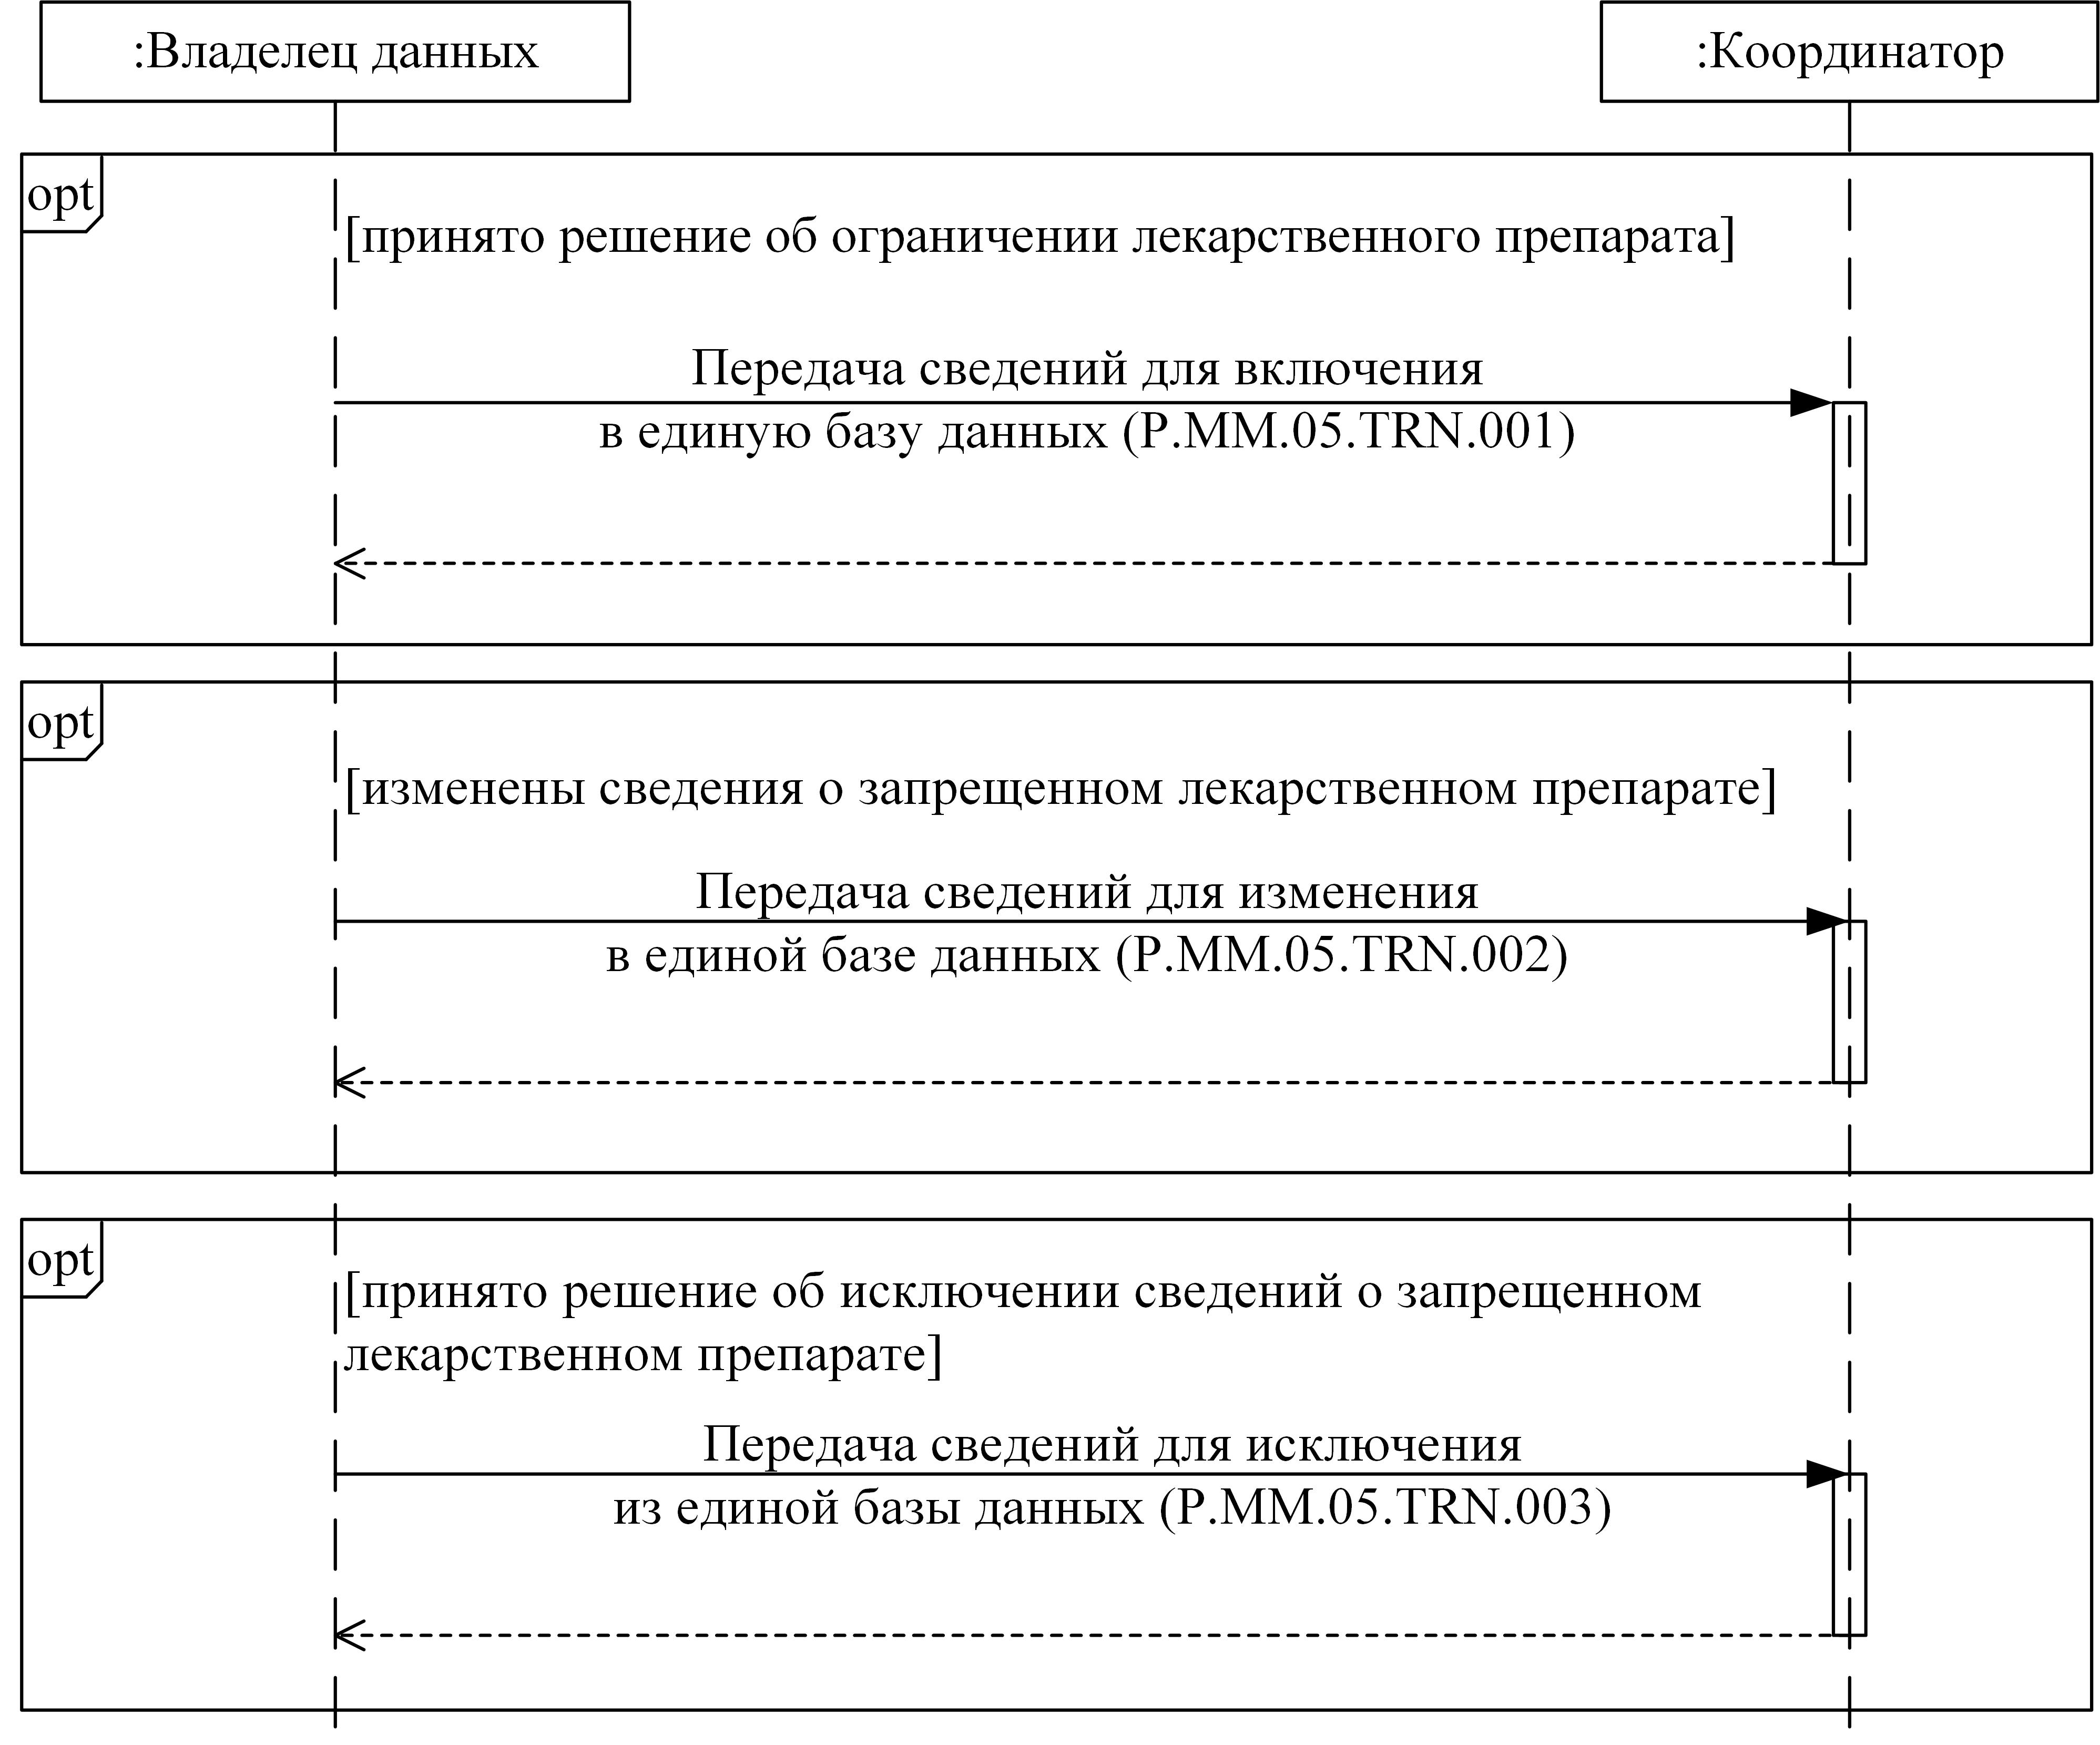 :Владелец данных
:Координатор
opt
[принято решение об ограничении лекарственного препарата]
Передача сведений для включения
в единую базу данных (P.MM.05.TRN.001)
opt
[изменены сведения о запрещенном лекарственном препарате]
Передача сведений для изменения
в единой базе данных (P.MM.05.TRN.002)
opt
[принято решение об исключении сведений о запрещенном
лекарственном препарате]
Передача сведений для исключения
из единой базы данных (P.MM.05.TRN.003)